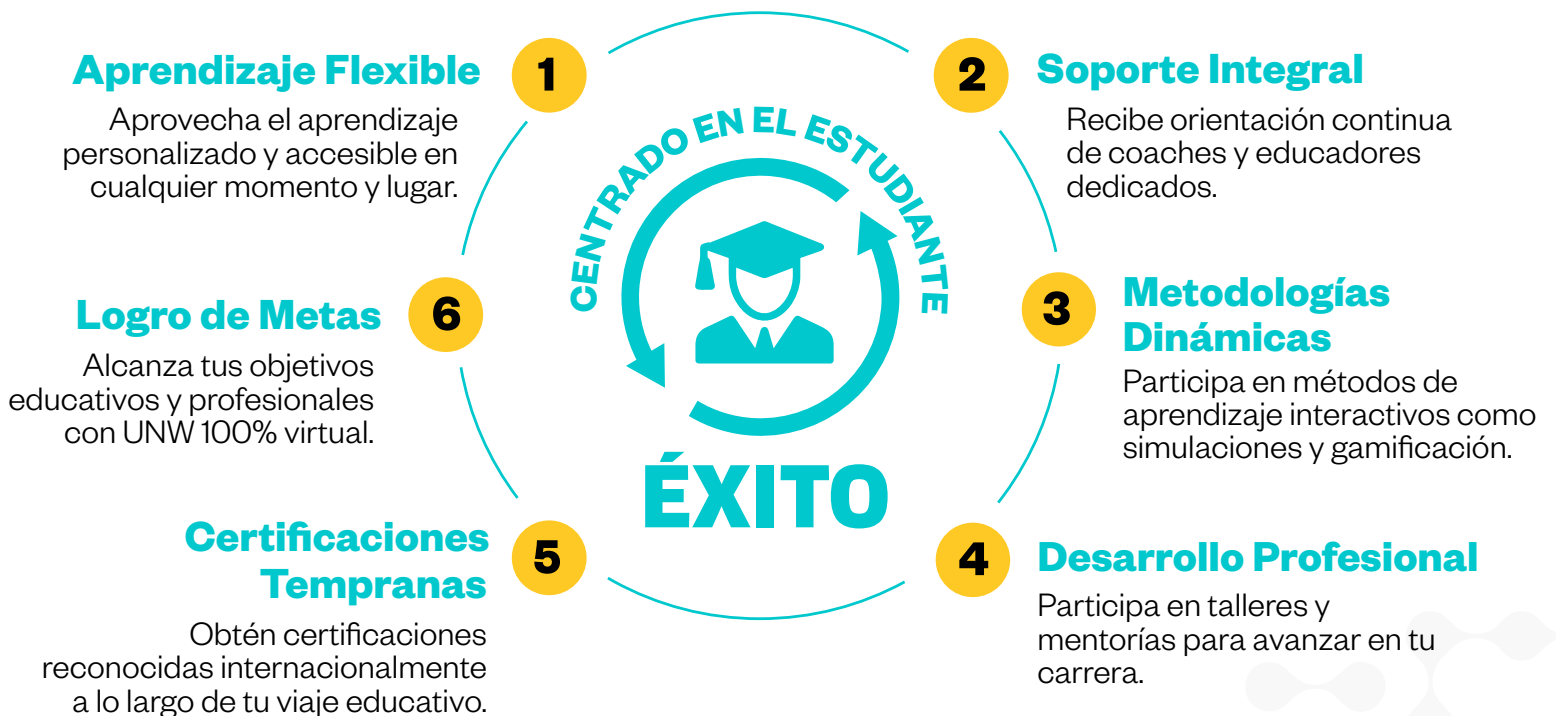 CENTRADO EN EL ESTUDIANTE
ÉXITO
1
Aprendizaje Flexible
Aprovecha el aprendizaje
personalizado y accesible en
cualquier momento y lugar.
2
Soporte Integral
Recibe orientación continua
de coaches y educadores
dedicados.
3
Metodologías
Dinámicas
Participa en métodos de
aprendizaje interactivos como
simulaciones y gamificación.
4
Desarrollo Profesional
Participa en talleres y
mentorías para avanzar en tu
carrera.
5
Certificaciones
Tempranas
Obtén certificaciones
reconocidas internacionalmente
a lo largo de tu viaje educativo.
6
Logro de Metas
Alcanza tus objetivos
educativos y profesionales
con UNW 100% virtual.